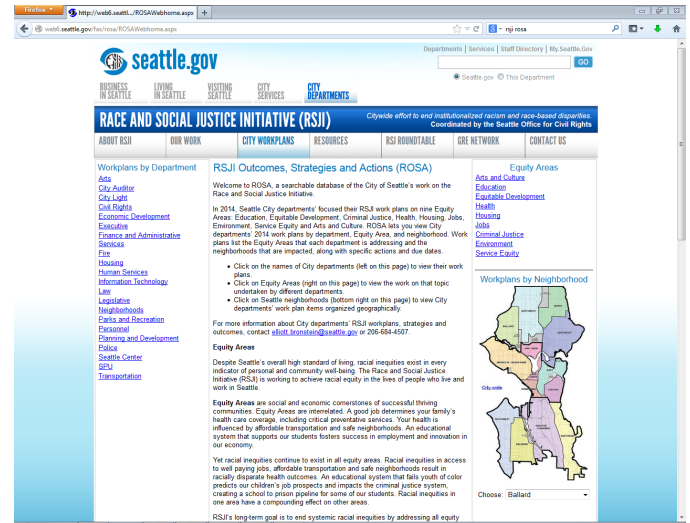 Firefox
http://web6.seattl.../ROSAWebhome.aspx
web6.seattle.gov/fas/rosa/ROSAWebhome.aspx
rsji rosa
seattle.gov
Departments | Services | Staff Directory | My.Seattle.Gov
GO
Seattle.gov This Department
BUSINESS IN SEATTLE
LIVING IN SEATTLE
VISITING SEATTLE
CITY SERVICES
CITY DEPARTMENTS
RACE AND SOCIAL JUSTICE INITIATIVE (RSJI)
Citywide effort to end institutionalized racism and race-based disparities.
Coordinated by the Seattle Office for Civil Rights
ABOUT RSJI OUR WORK CITY WORKPLANS RESOURCES RSJ ROUNDTABLE GRE NETWORK CONTACT US
Workplans by Department
Arts
City Auditor
City Light
Civil Rights
Economic Development
Executive
Finance and Administrative
Services
Fire
Housing
Human Services
Information Technology
Law
Legislative
Neighborhoods
Parks and Recreation
Personnel
Planning and Development
Police
Seattle Center
SPU
Transportation
RSJI Outcomes, Strategies and Actions (ROSA)
Welcome to ROSA, a searchable database of the City of Seattle's work on the
Race and Social Justice Initiative.
In 2014, Seattle City departments' focused their RSJI work plans on nine Equity
Areas: Education, Equitable Development, Criminal Justice, Health, Housing, Jobs,
Environment, Service Equity and Arts and Culture. ROSA lets you view City
departments' 2014 work plans by department, Equity Area, and neighborhood. Work
plans list the Equity Areas that each department is addressing and the
neighborhoods that are impacted, along with specific actions and due dates.
• Click on the names of City departments (left on this page) to view their work
plans.
• Click on Equity Areas (right on this page) to view the work on that topic
undertaken by different departments.
• Click on Seattle neighborhoods (bottom right on this page) to view City
departments' work plan items organized geographically.
For more information about City departments' RSJI workplans, strategies and
outcomes, contact elliott.bronstein@seattle.gov or 206-684-4507.
Equity Areas
Despite Seattle's overall high standard of living, racial inequities exist in every
indicator of personal and community well-being. The Race and Social Justice
Initiative (RSJI) is working to achieve racial equity in the lives of people who live and
work in Seattle.
Equity Areas are social and economic cornerstones of successful thriving
communities. Equity Areas are interrelated. A good job determines your family's
health care coverage, including critical preventative services. Your health is
influenced by affordable transportation and safe neighborhoods. An educational
system that supports our students fosters success in employment and innovation in
our economy.
Yet racial inequities continue to exist in all equity areas. Racial inequities in access
to well paying jobs, affordable transportation and safe neighborhoods result in
racially disparate health outcomes. An educational system that fails youth of color
predicts our children's job prospects and impacts the criminal justice system,
creating a school to prison pipeline for some of our students. Racial inequities in
one area have a compounding effect on other areas.
RSJI's long-term goal is to end systemic racial inequities by addressing all equity
Equity Areas
Arts and Culture
Education
Equitable Development
Health
Housing
Jobs
Criminal Justice
Environment
Service Equity
Workplans by Neighborhood
City-wide
Choose: Ballard